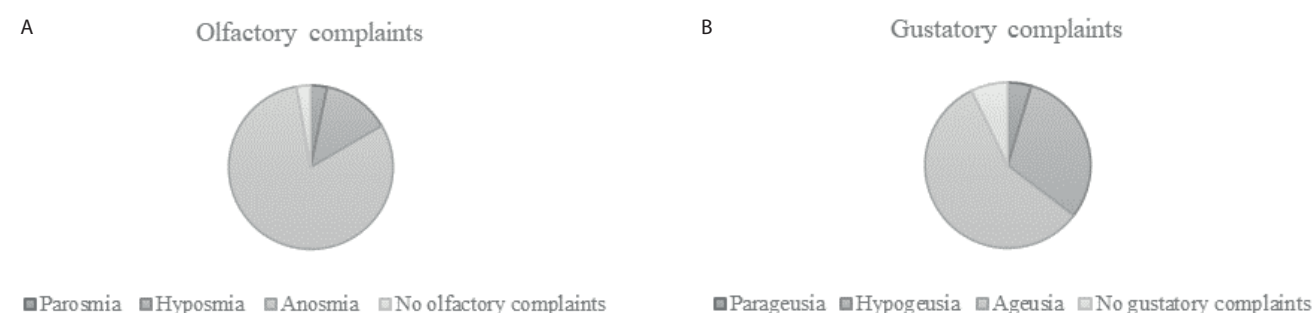 A
Olfactory complaints
Parosmia Hyposmia Anosmia No olfactory complaints
B
Gustatory complaints
Parageusia Hypogeusia Ageusia No gustatory complaints